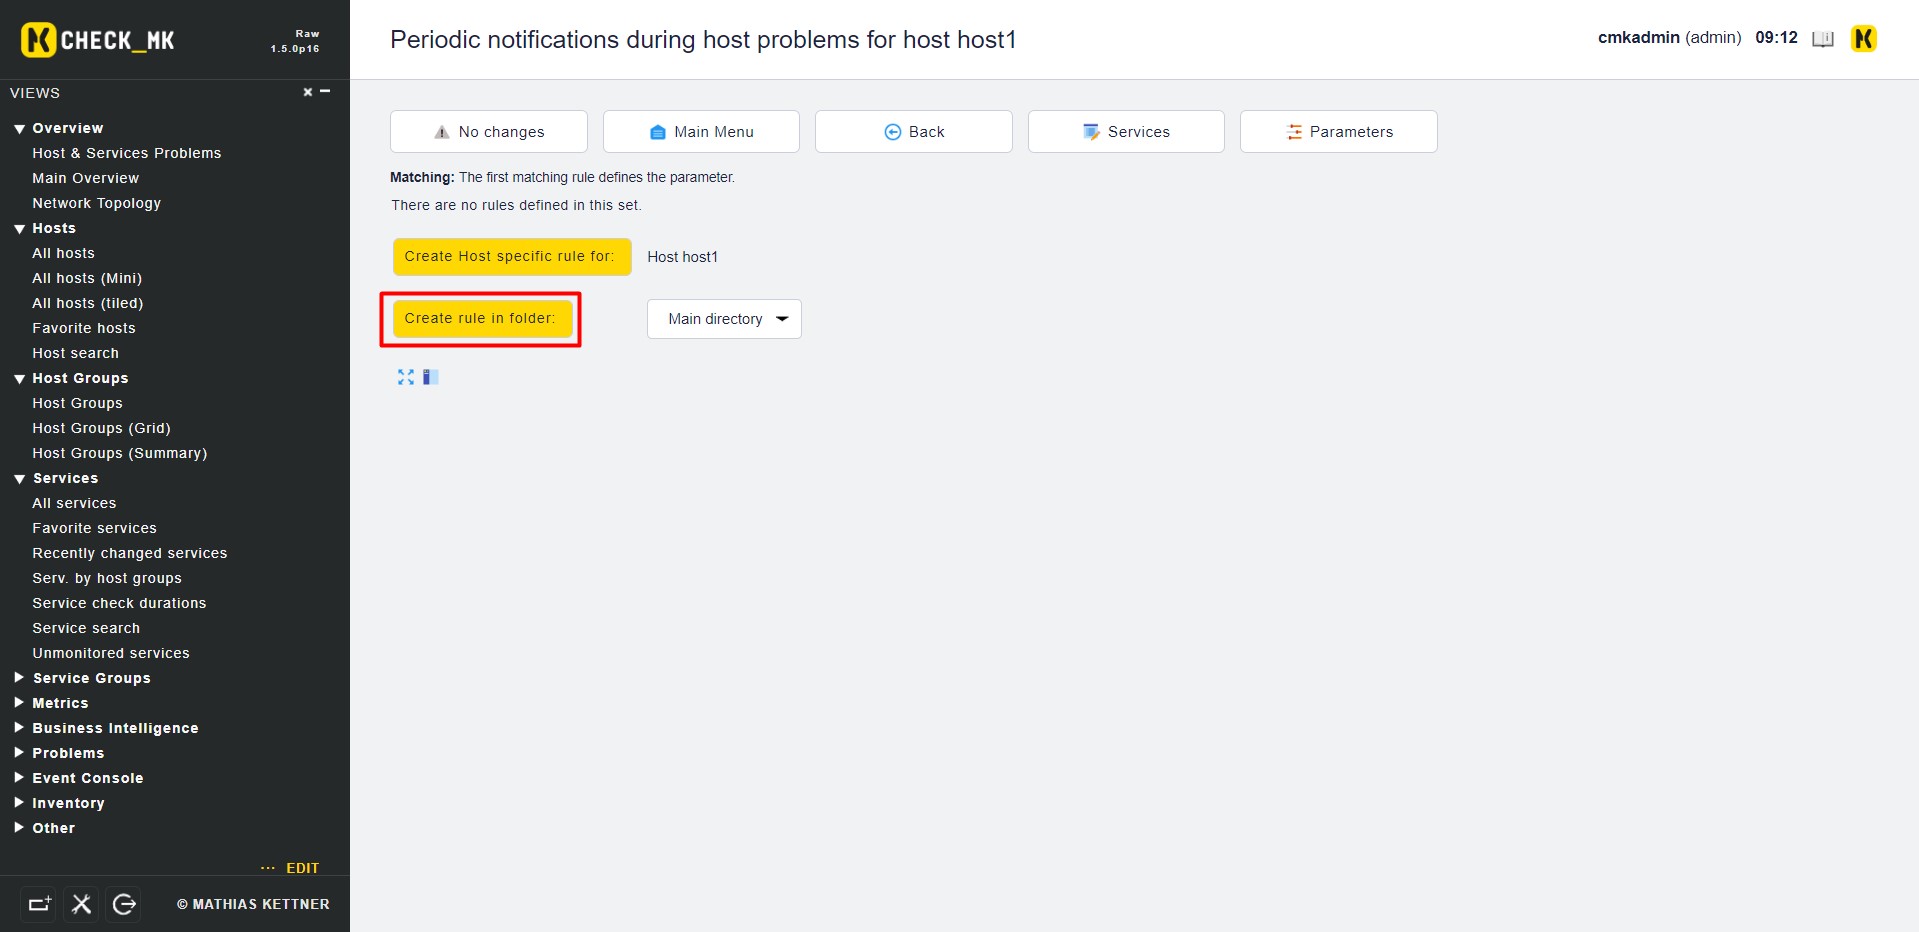 CHECK_MK
Raw
1.5.0p16
VIEWS
Overview
Host & Services Problems
Main Overview
Network Topology
Hosts
All hosts
All hosts (Mini)
All hosts (tiled)
Favorite hosts
Host search
Host Groups
Host Groups
Host Groups (Grid)
Host Groups (Summary)
Services
All services
Favorite services
Recently changed services
Serv. by host groups
Service check durations
Service search
Unmonitored services
Service Groups
Metrics
Business Intelligence
Problems
Event Console
Inventory
Other
... EDIT
© MATHIAS KETTNER
Periodic notifications during host problems for host host1
cmkadmin (admin) 09:12
No changes
Main Menu
Back
Services
Parameters
Matching: The first matching rule defines the parameter.
There are no rules defined in this set.
Create Host specific rule for: Host host1
Create rule in folder: Main directory